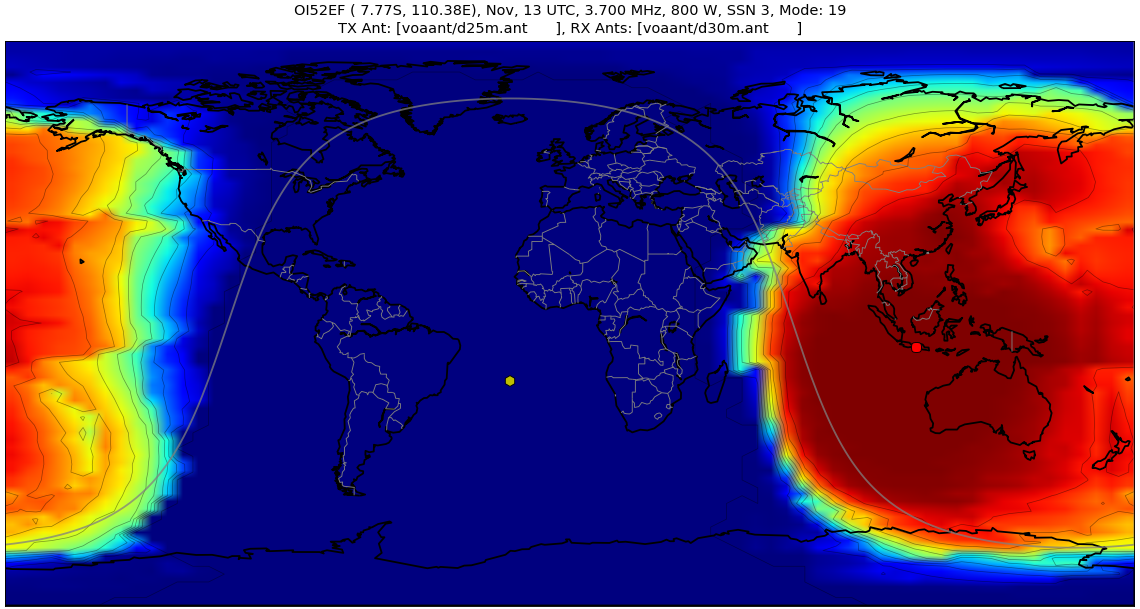 OI52EF ( 7.77S, 110.38E), Nov, 13 UTC, 3.700 MHz, 800 W, SSN 3, Mode: 19
TX Ant: [voaant/d25m.ant      ], RX Ants: [voaant/d30m.ant      ]